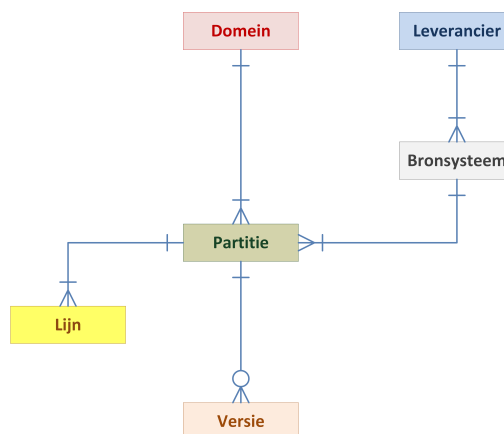 Domein
Leverancier
Bronsysteem
Partitie
Lijn
Versie